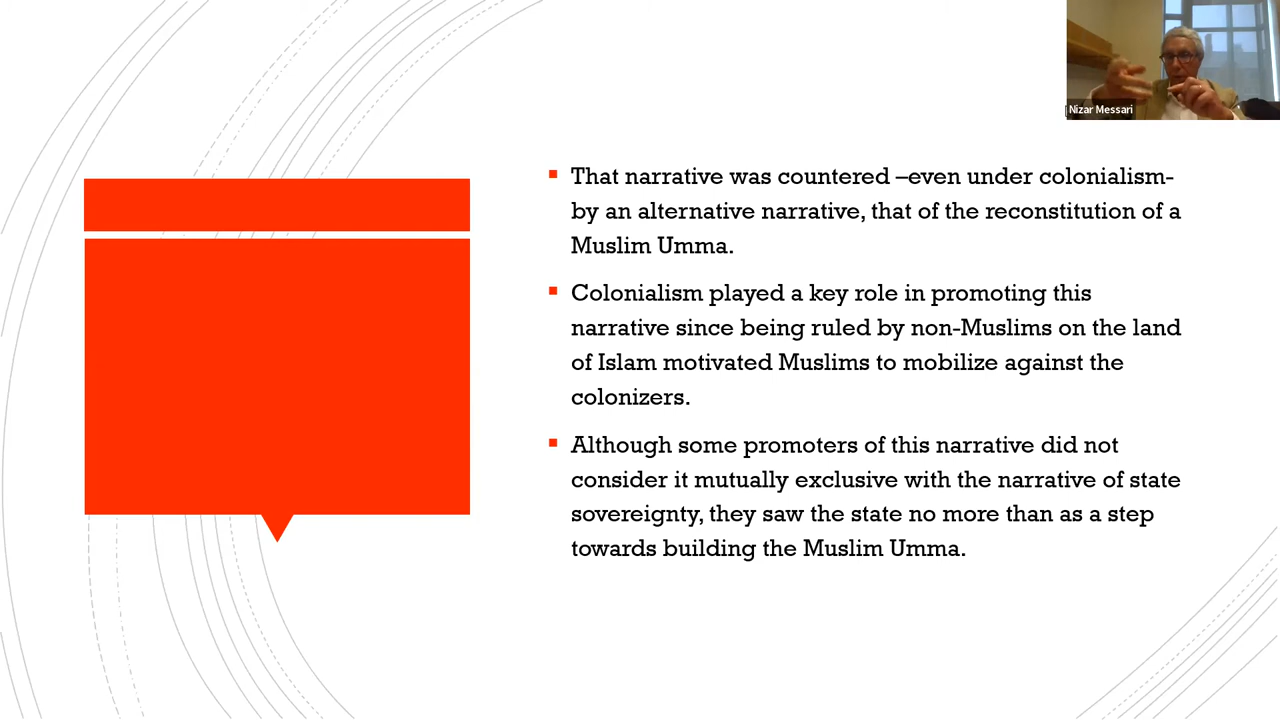 Nizar Messari
That narrative was countered –even under colonialism-
by an alternative narrative, that of the reconstitution of a
Muslim Umma.
Colonialism played a key role in promoting this
narrative since being ruled by non-Muslims on the land
of Islam motivated Muslims to mobilize against the
colonizers.
Although some promoters of this narrative did not
consider it mutually exclusive with the narrative of state
sovereignty, they saw the state no more than as a step
towards building the Muslim Umma.